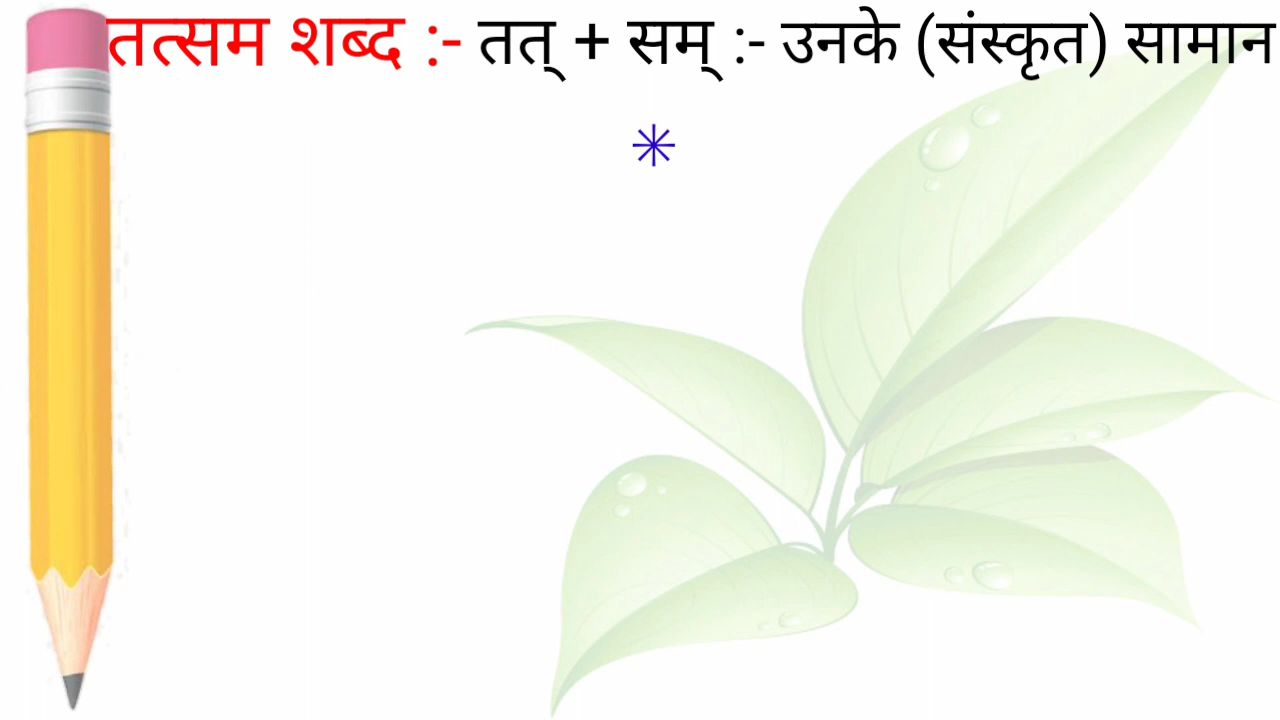 तत्सम शब्द :- तत् + सम् :- उनके (संस्कृत) सामान
✳